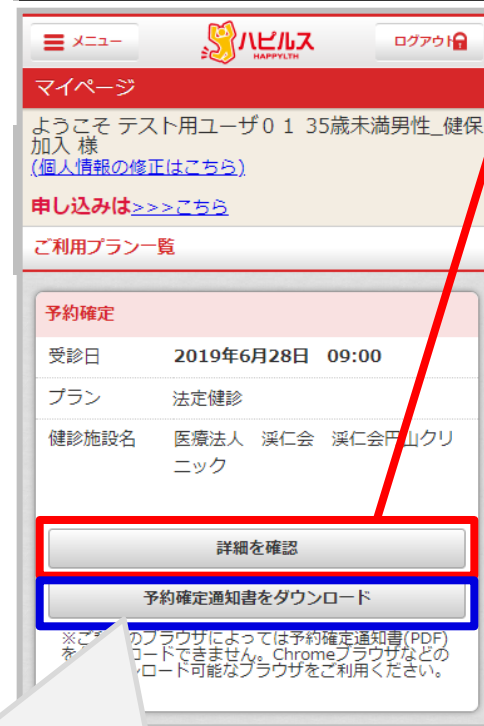 メニュー
ハピルス
HAPPYLTH
ログアウト
マイページ
ようこそ テスト用ユーザ０１ 35歳未満男性_健保
加入 様
(個人情報の修正はこちら)
申し込みは>>>こちら
ご利用プラン一覧
予約確定
受診日 2019年6月28日 09:00
プラン 法定健診
健診施設名 医療法人 渓仁会 渓仁会円山クリ
ニック
詳細を確認
予約確定通知書をダウンロード
※ご のブラウザによっては予約確定通知書(PDF)
を ロードできません。Chromeブラウザなどの
ロード可能なブラウザをご利用ください。